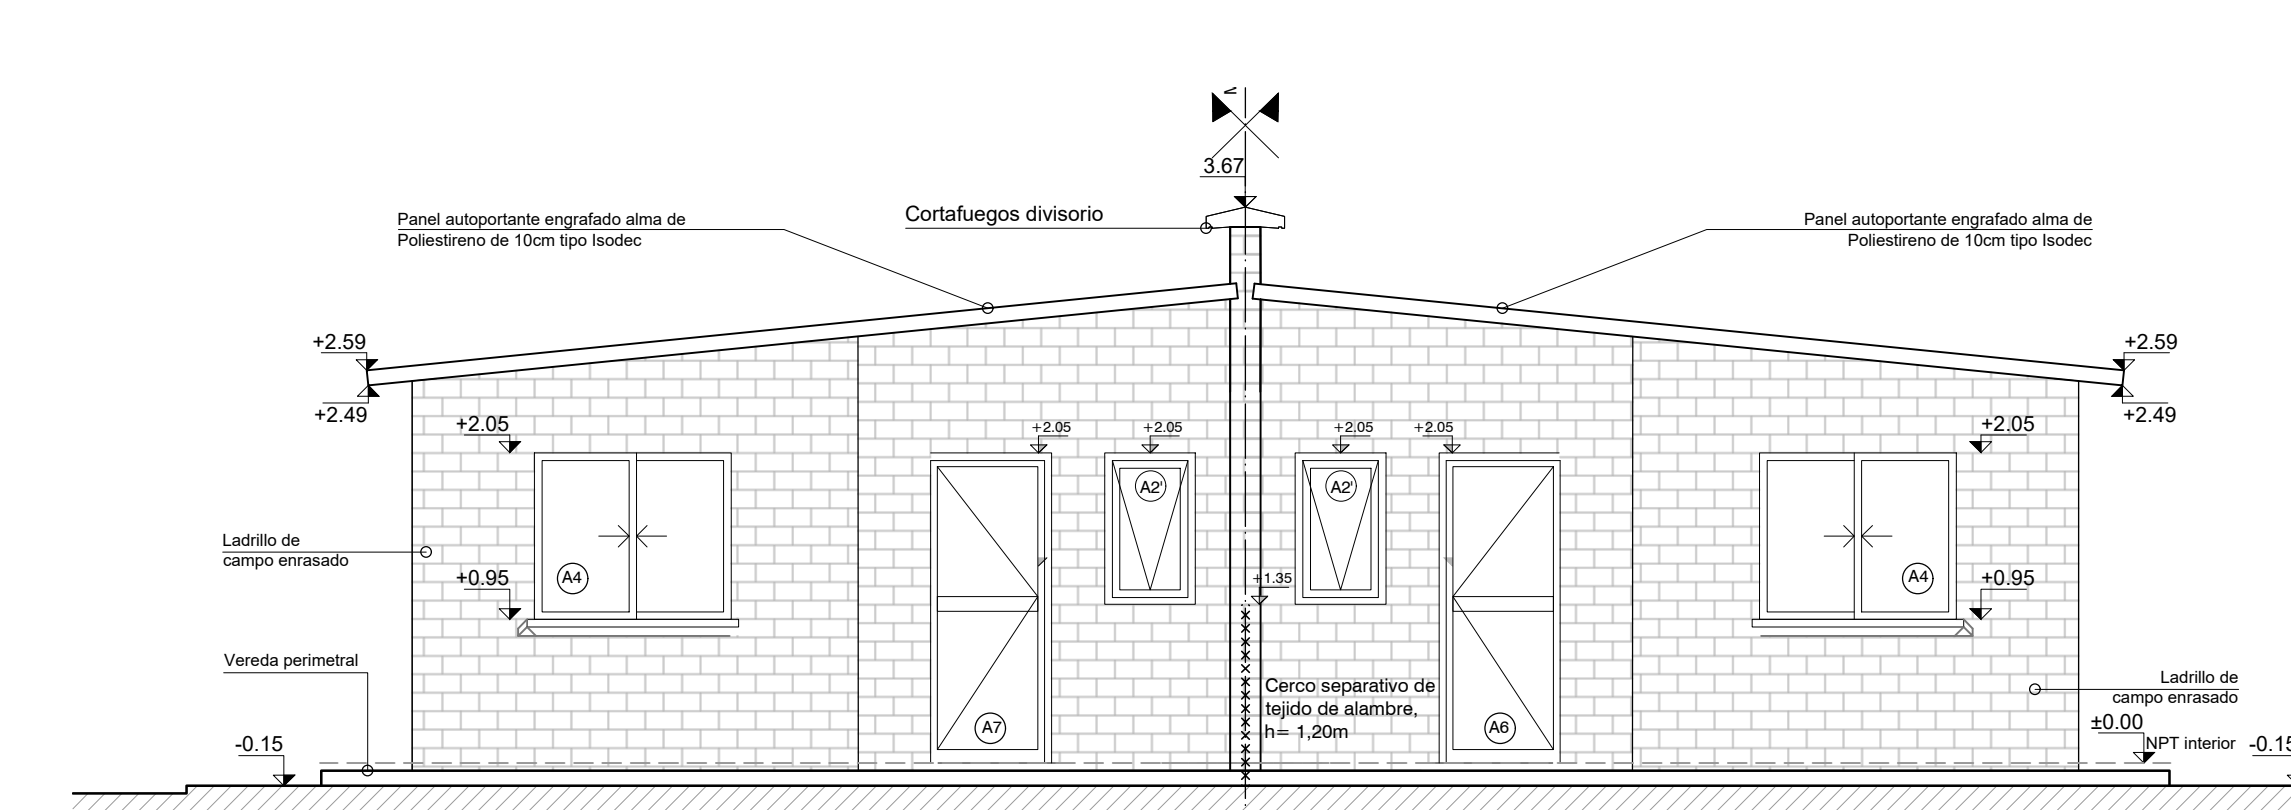 3.67
Panel autoportante engrafado alma de
Poliestireno de 10cm tipo Isodec
Cortafuegos divisorio
Panel autoportante engrafado alma de
Poliestireno de 10cm tipo Isodec
+2.59
+2.59
+2.49
+2.49
+2.05
+2.05
+2.05
+2.05
+2.05
+2.05
A2'
A2'
Ladrillo de
campo enrasado
+0.95
A4
+1.35
A4
+0.95
Vereda perimetral
Cerco separativo de
tejido de alambre,
h= 1,20m
Ladrillo de
campo enrasado
A7
A6
±0.00
NPT interior
-0.15
-0.15